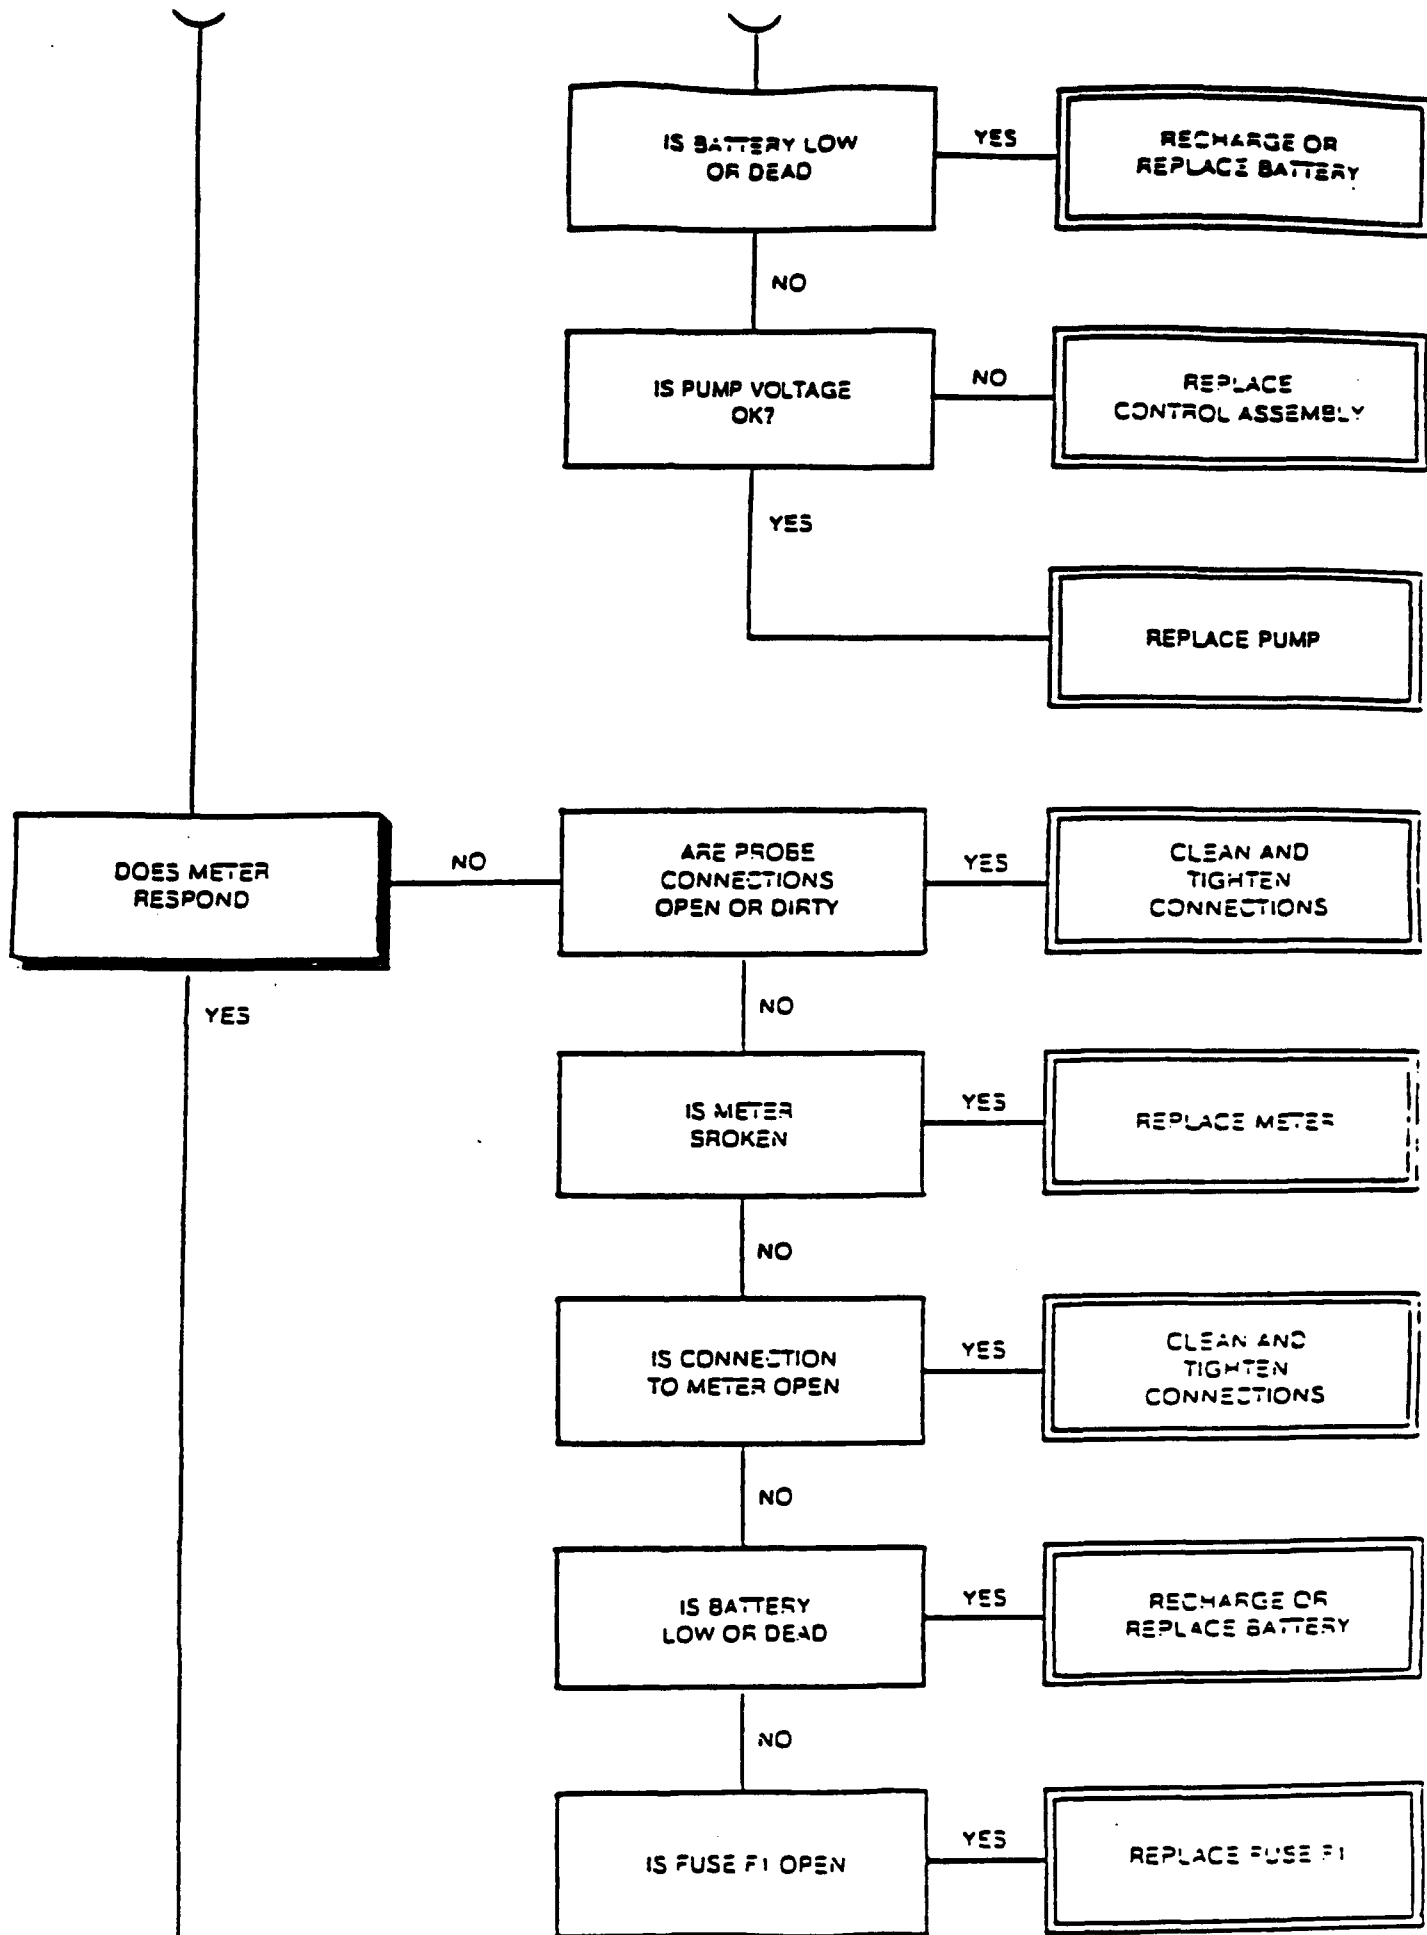 IS BATTERY LOW
OR DEAD
YES
RECHARGE OR
REPLACE BATTERY
NO
IS PUMP VOLTAGE
OK?
NO
REPLACE
CONTROL ASSEMBLY
YES
REPLACE PUMP
DOES METER
RESPOND
NO
ARE PROBE
CONNECTIONS
OPEN OR DIRTY
YES
CLEAN AND
TIGHTEN
CONNECTIONS
YES
NO
IS METER
BROKEN
YES
REPLACE METER
NO
IS CONNECTION
TO METER OPEN
YES
CLEAN AND
TIGHTEN
CONNECTIONS
NO
IS BATTERY
LOW OR DEAD
YES
RECHARGE OR
REPLACE BATTERY
NO
IS FUSE F1 OPEN
YES
REPLACE FUSE F1